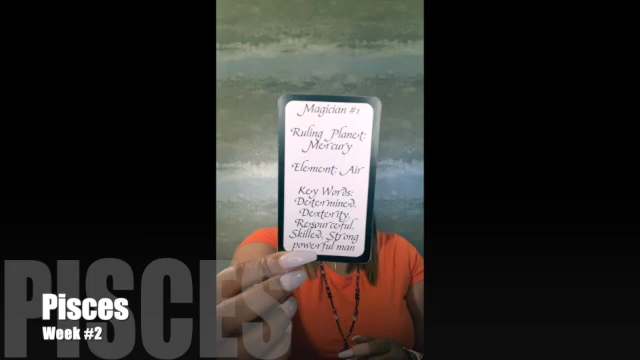 Magician #1
Ruling Planet:
Mercury
Element: Air
Key Words:
Determined,
Dexterity,
Resourceful,
Skilled, Strong
powerful man
PISCES
Pisces
Week #2